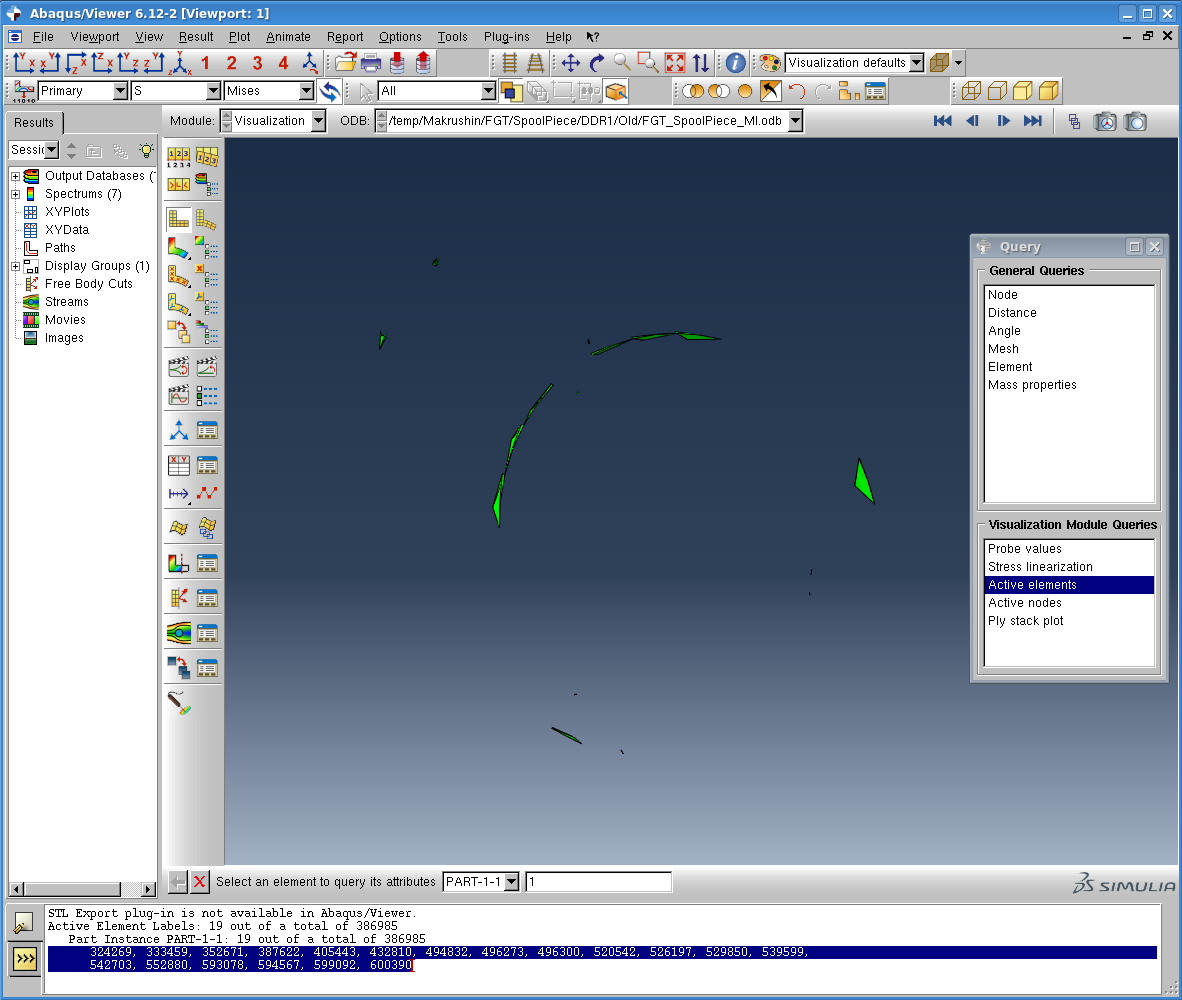 Abaqus/Viewer 6.12-2 [Viewport: 1]
File Viewport View Result Plot Animate Report Options Tools Plug-ins Help ?
1 2 3 4 Visualization defaults
Primary S Mises All
Results Module: Visualization ODB: /temp/Makrushin/FGT/SpoolPiece/DDR1/Old/FGT_SpoolPiece_MI.odb
Sessi
Output Databases (
Spectrums (7)
XYPlots
XYData
Paths
Display Groups (1)
Free Body Cuts
Streams
Movies
Images
Query
General Queries
Node
Distance
Angle
Mesh
Element
Mass properties
Visualization Module Queries
Probe values
Stress linearization
Active elements
Active nodes
Ply stack plot
Select an element to query its attributes PART-1-1 1
SIMULIA
STL Export plug-in is not available in Abaqus/Viewer.
Active Element Labels: 19 out of a total of 386985
Part Instance PART-1-1: 19 out of a total of 386985
324269, 333459, 352671, 387622, 405443, 432810, 494832, 496273, 496300, 520542, 526197, 529850, 539599,
542703, 552880, 593078, 594567, 599092, 600390
>>>